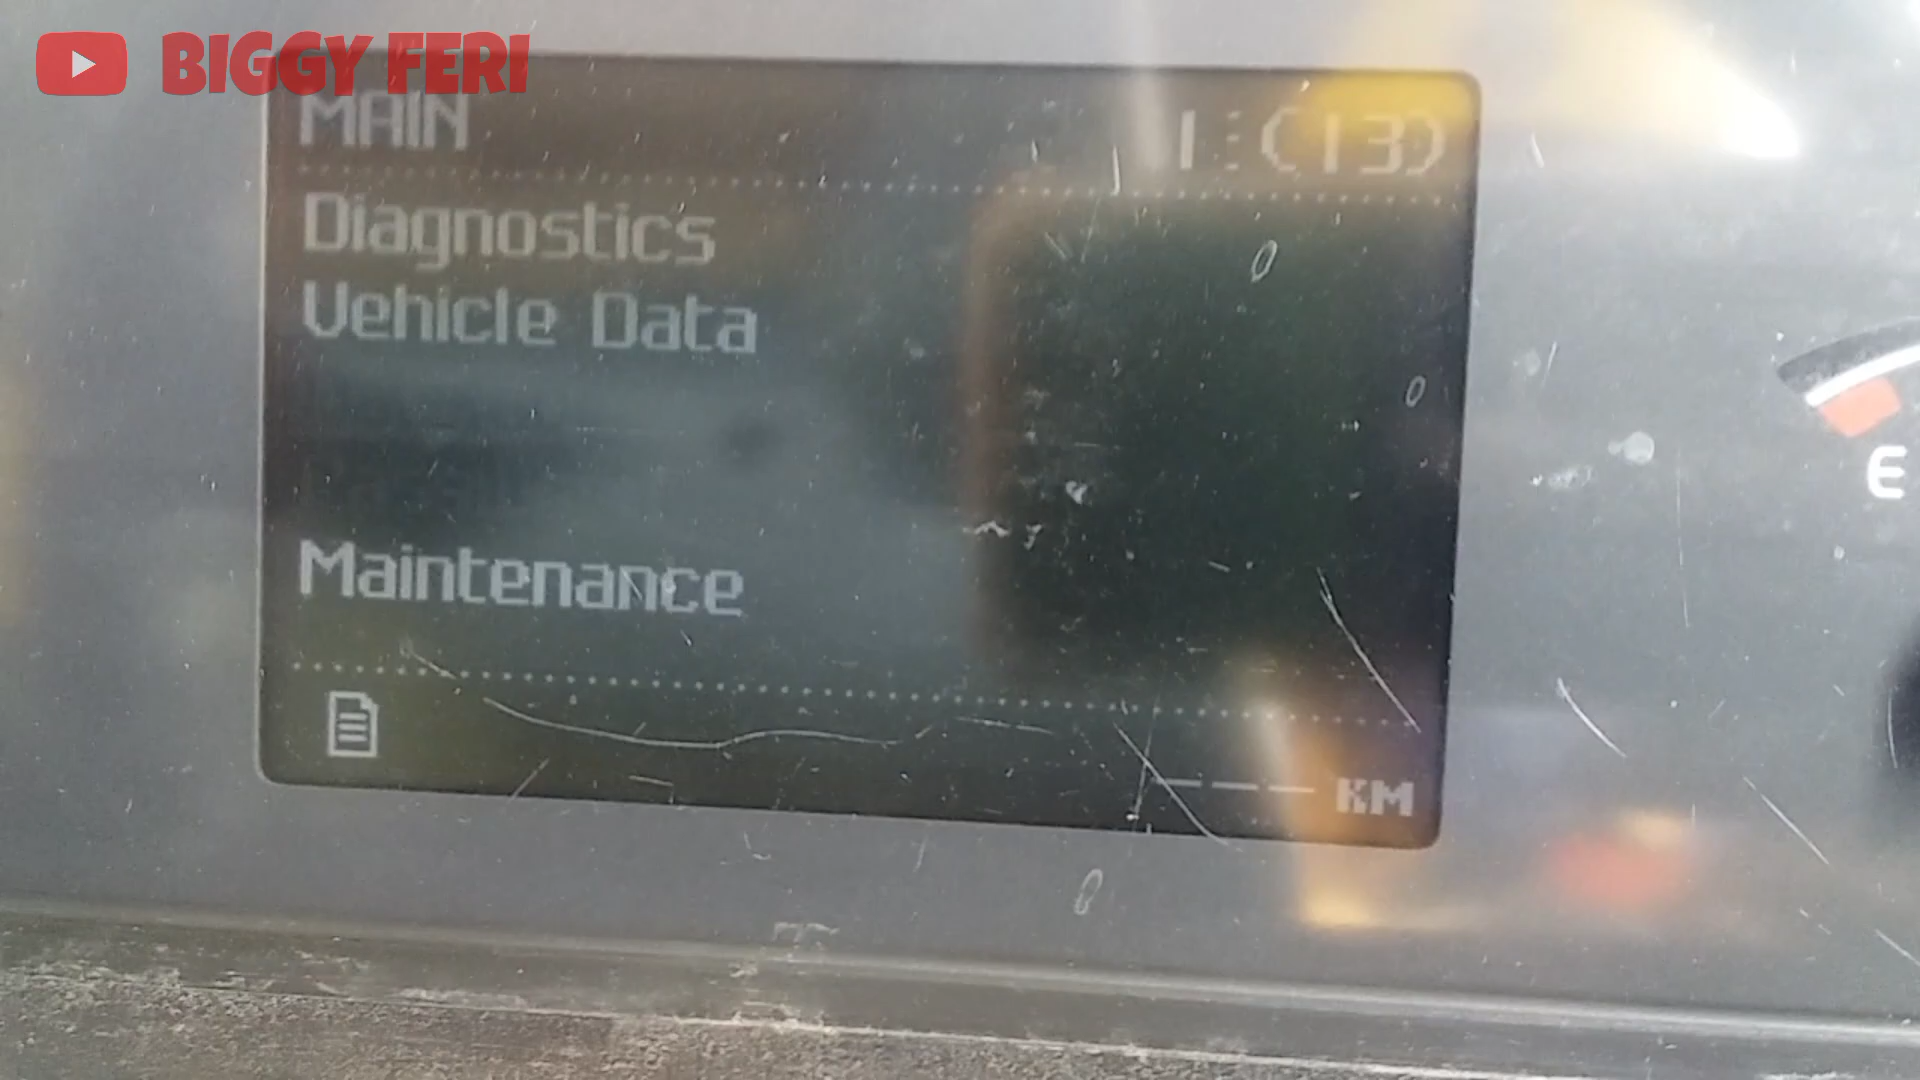 BIGGY FERI
MAIN
1 (13)
Diagnostics
Vehicle Data
Maintenance
--- KM
E